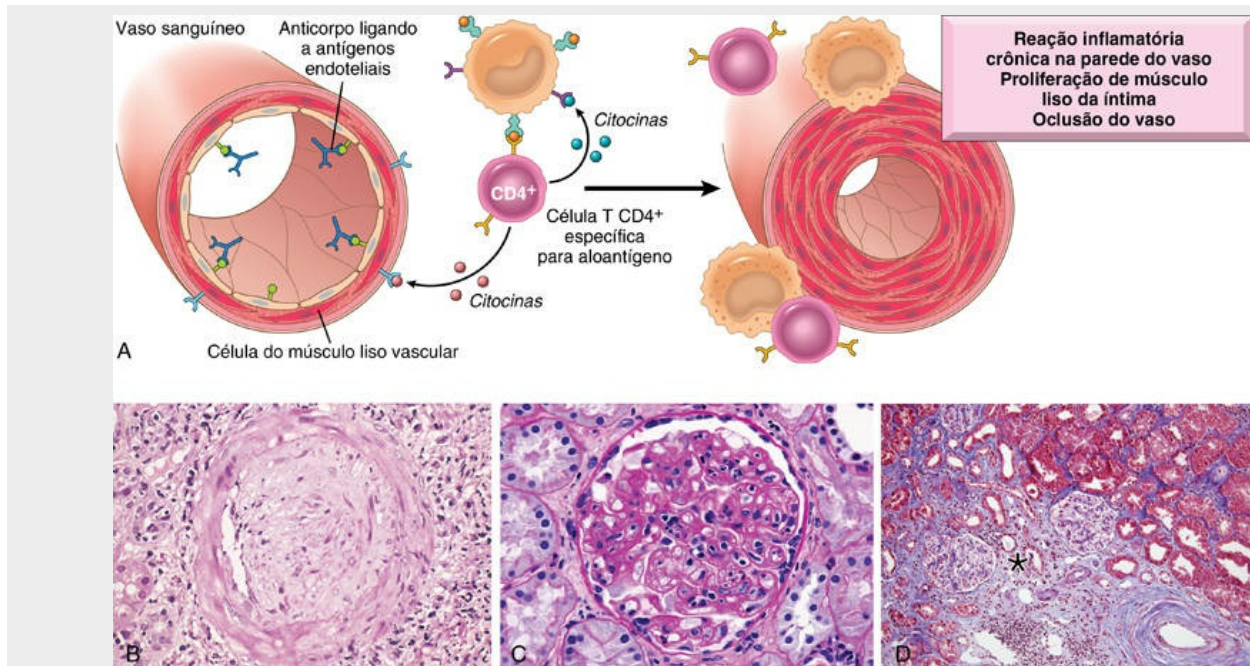 Vaso sanguíneo
Anticorpo ligando
a antígenos
endoteliais
Citocinas
CD4+
Célula T CD4+
específica
para aloantígeno
Citocinas
Célula do músculo liso vascular
A
Reação inflamatória
crônica na parede do vaso
Proliferação de músculo
liso da íntima
Oclusão do vaso
B
C
D